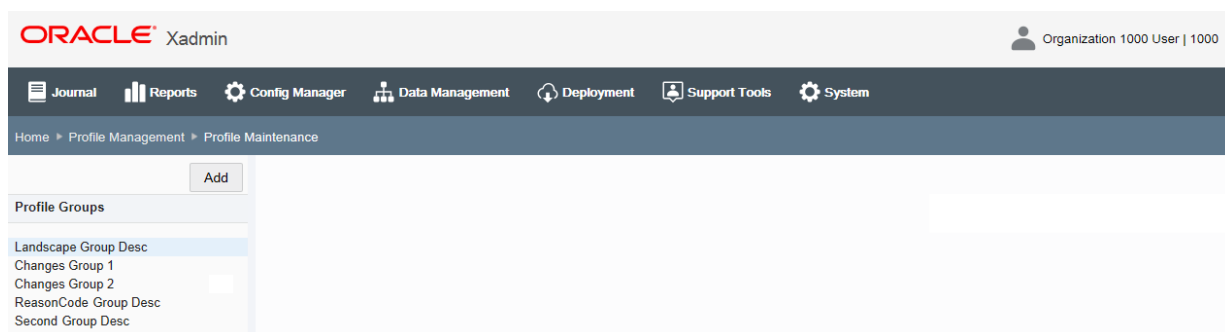 ORACLE® Xadmin
Organization 1000 User | 1000
Journal Reports Config Manager Data Management Deployment Support Tools System
Home Profile Management Profile Maintenance
Add
Profile Groups
Landscape Group Desc
Changes Group 1
Changes Group 2
ReasonCode Group Desc
Second Group Desc